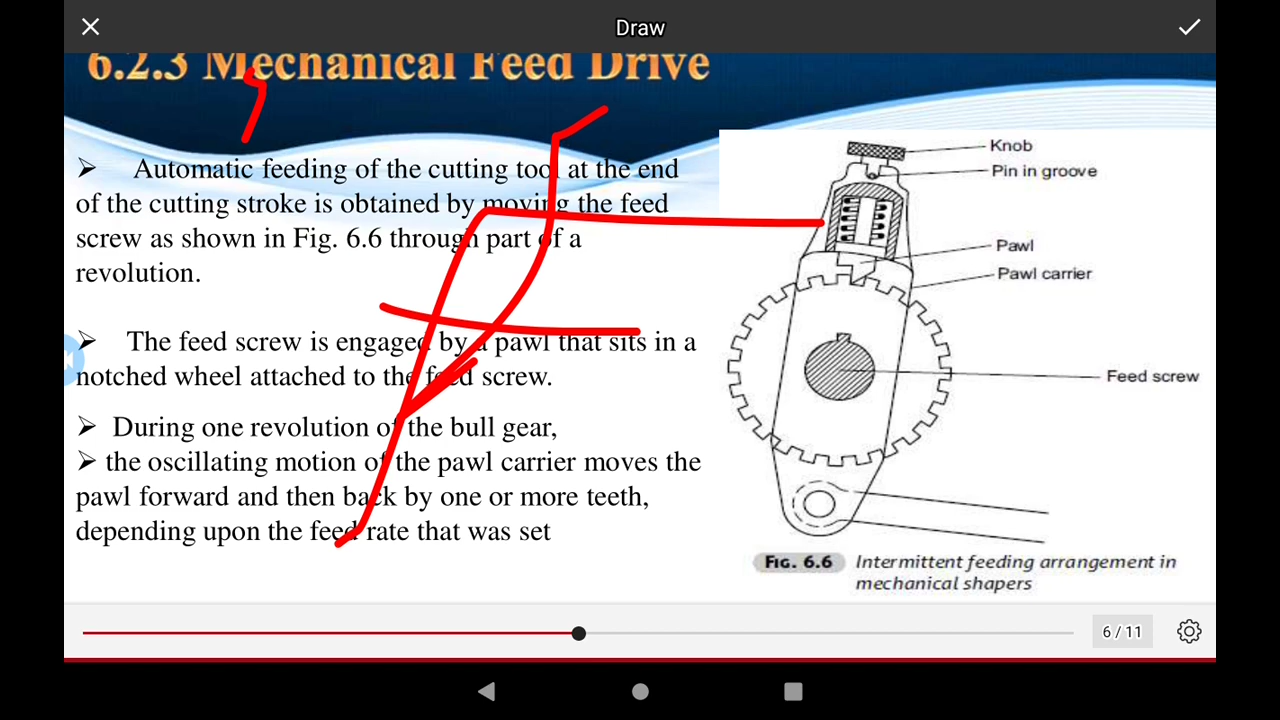 Draw
6.2.3 Mechanical Feed Drive
➢ Automatic feeding of the cutting tool at the end
of the cutting stroke is obtained by moving the feed
screw as shown in Fig. 6.6 through part of a
revolution.
➢ The feed screw is engaged by a pawl that sits in a
notched wheel attached to the feed screw.
➢ During one revolution of the bull gear,
➢ the oscillating motion of the pawl carrier moves the
pawl forward and then back by one or more teeth,
depending upon the feed rate that was set
Knob
Pin in groove
Pawl
Pawl carrier
Feed screw
FIG. 6.6 Intermittent feeding arrangement in
mechanical shapers
6 / 11